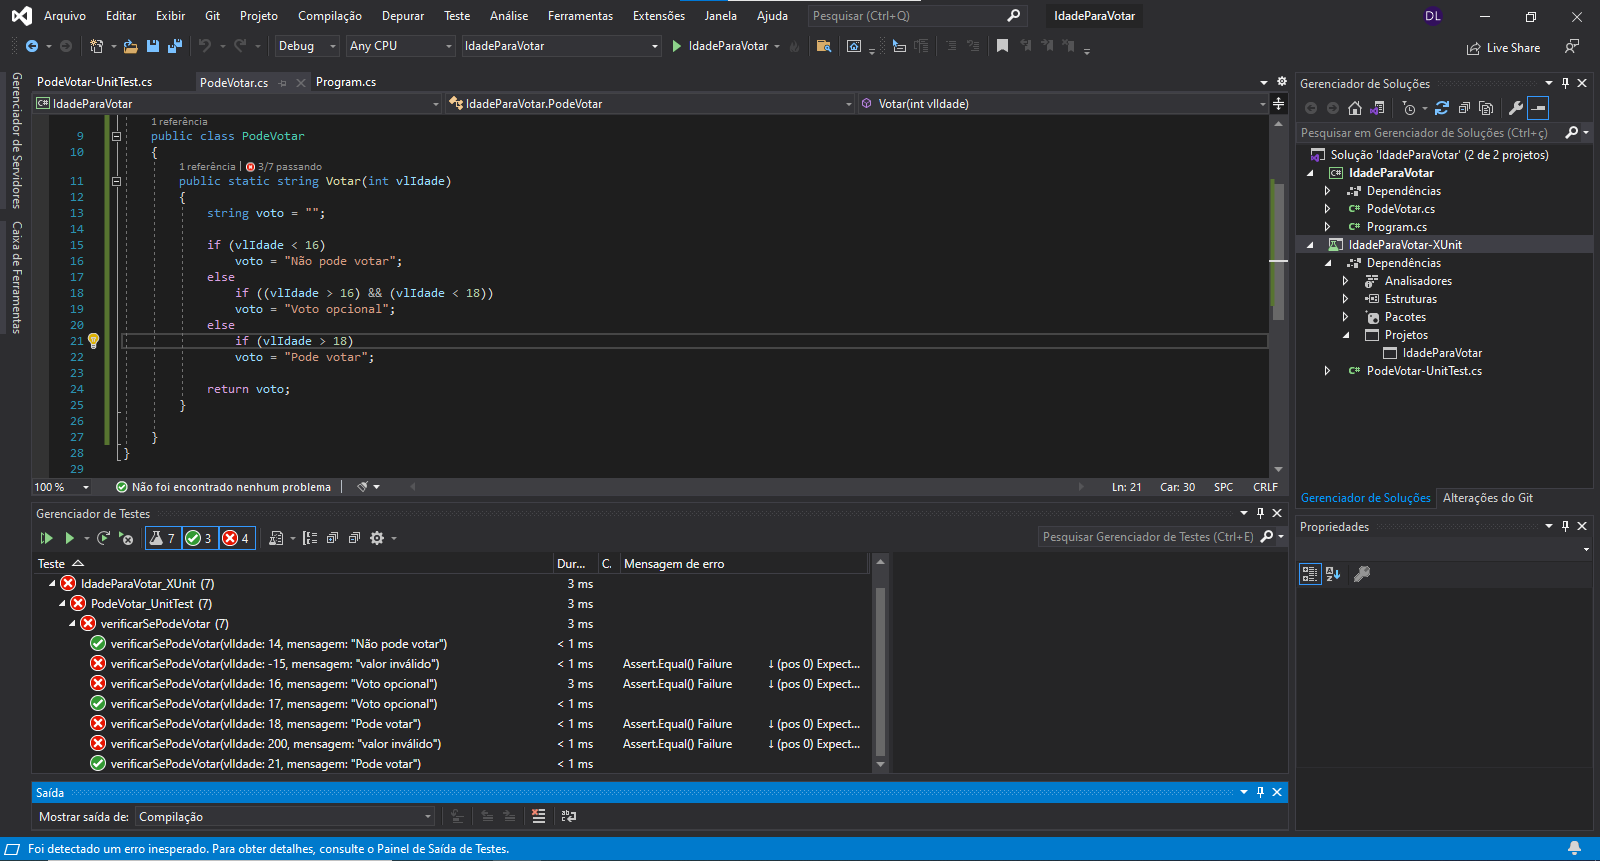 Arquivo Editar Exibir Git Projeto Compilação Depurar Teste Análise Ferramentas Extensões Janela Ajuda Pesquisar (Ctrl+Q) IdadeParaVotar DL
Debug Any CPU IdadeParaVotar IdadeParaVotar Live Share
Gerenciador de Servidores
Caixa de Ferramentas
PodeVotar-UnitTest.cs PodeVotar.cs Program.cs
IdadeParaVotar IdadeParaVotar.PodeVotar Votar(int vlIdade)
1 referência
9 public class PodeVotar
10 {
1 referência | 3/7 passando
11 public static string Votar(int vlIdade)
12 {
13 string voto = "";
14
15 if (vlIdade < 16)
16 voto = "Não pode votar";
17 else
18 if ((vlIdade > 16) && (vlIdade < 18))
19 voto = "Voto opcional";
20 else
21 if (vlIdade > 18)
22 voto = "Pode votar";
23
24 return voto;
25 }
26
27 }
28 }
29
100 % Não foi encontrado nenhum problema Ln: 21 Car: 30 SPC CRLF
Gerenciador de Testes
7 3 4 Pesquisar Gerenciador de Testes (Ctrl+E)
Teste Dur... C. Mensagem de erro
IdadeParaVotar_XUnit (7) 3 ms
PodeVotar_UnitTest (7) 3 ms
verificarSePodeVotar (7) 3 ms
verificarSePodeVotar(vlIdade: 14, mensagem: "Não pode votar") < 1 ms
verificarSePodeVotar(vlIdade: -15, mensagem: "valor inválido") < 1 ms Assert.Equal() Failure ↓ (pos 0) Expect...
verificarSePodeVotar(vlIdade: 16, mensagem: "Voto opcional") 3 ms Assert.Equal() Failure ↓ (pos 0) Expect...
verificarSePodeVotar(vlIdade: 17, mensagem: "Voto opcional") < 1 ms
verificarSePodeVotar(vlIdade: 18, mensagem: "Pode votar") < 1 ms Assert.Equal() Failure ↓ (pos 0) Expect...
verificarSePodeVotar(vlIdade: 200, mensagem: "valor inválido") < 1 ms Assert.Equal() Failure ↓ (pos 0) Expect...
verificarSePodeVotar(vlIdade: 21, mensagem: "Pode votar") < 1 ms
Saída
Mostrar saída de: Compilação
Gerenciador de Soluções
Pesquisar em Gerenciador de Soluções (Ctrl+ç)
Solução 'IdadeParaVotar' (2 de 2 projetos)
C# IdadeParaVotar
Dependências
C# PodeVotar.cs
C# Program.cs
IdadeParaVotar-XUnit
Dependências
Analisadores
Estruturas
Pacotes
Projetos
IdadeParaVotar
C# PodeVotar-UnitTest.cs
Gerenciador de Soluções Alterações do Git
Propriedades
Foi detectado um erro inesperado. Para obter detalhes, consulte o Painel de Saída de Testes.